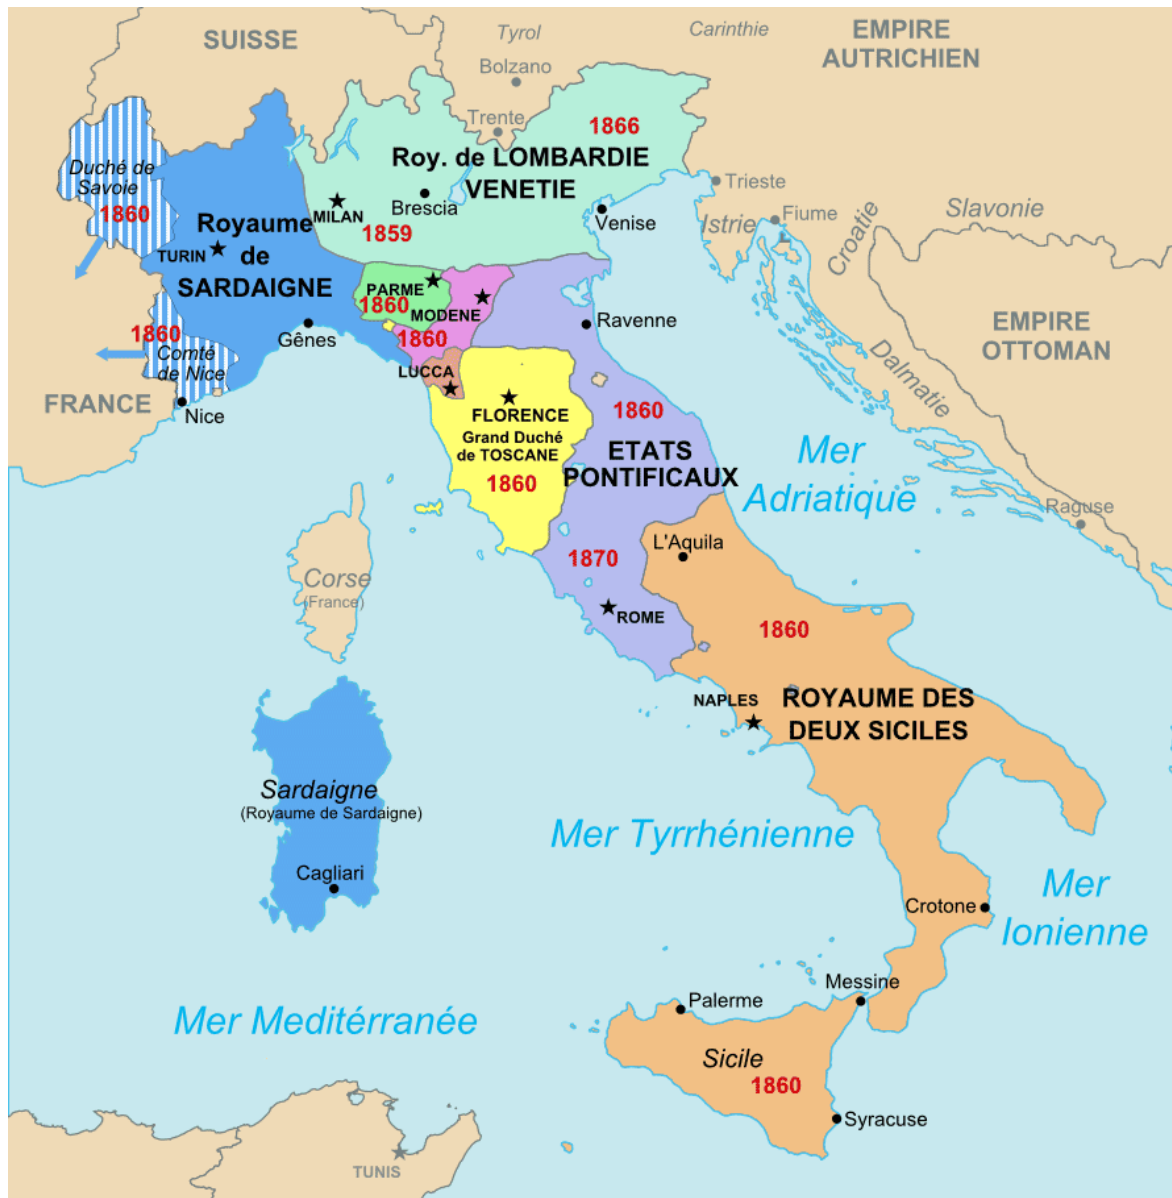 SUISSE
Tyrol
Carinthie
EMPIRE
AUTRICHIEN
Bolzano
Trente
1866
Roy. de LOMBARDIE
VENETIE
Duché de
Savoie
1860
MILAN
Brescia
1859
Venise
Trieste
Istrie
Fiume
Croatie
Slavonie
Royaume
de
SARDAIGNE
TURIN
PARME
1860
MODENE
1860
Ravenne
EMPIRE
OTTOMAN
1860
Comté
de Nice
Gênes
LUCCA
Dalmatie
FRANCE
Nice
FLORENCE
Grand Duché
de TOSCANE
1860
1860
ETATS
PONTIFICAUX
Mer
Adriatique
Raguse
L'Aquila
1870
Corse
(France)
ROME
1860
NAPLES
ROYAUME DES
DEUX SICILES
Sardaigne
(Royaume de Sardaigne)
Mer Tyrrhénienne
Cagliari
Mer
Ionienne
Crotone
Messine
Palerme
Mer Meditérranée
Sicile
1860
Syracuse
TUNIS